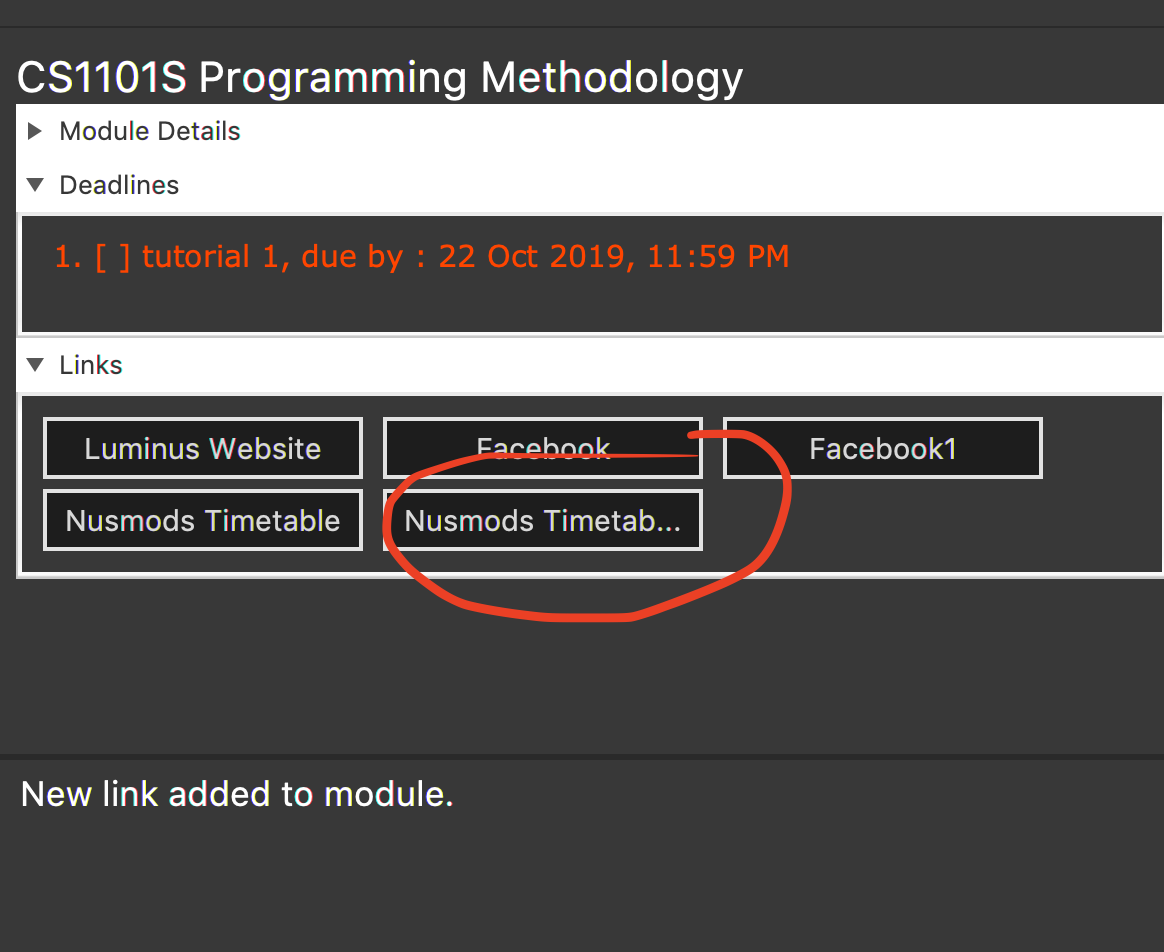 CS1101S Programming Methodology
Module Details
Deadlines
1. [ ] tutorial 1, due by : 22 Oct 2019, 11:59 PM
Links
Luminus Website Facebook Facebook1
Nusmods Timetable Nusmods Timetab...
New link added to module.